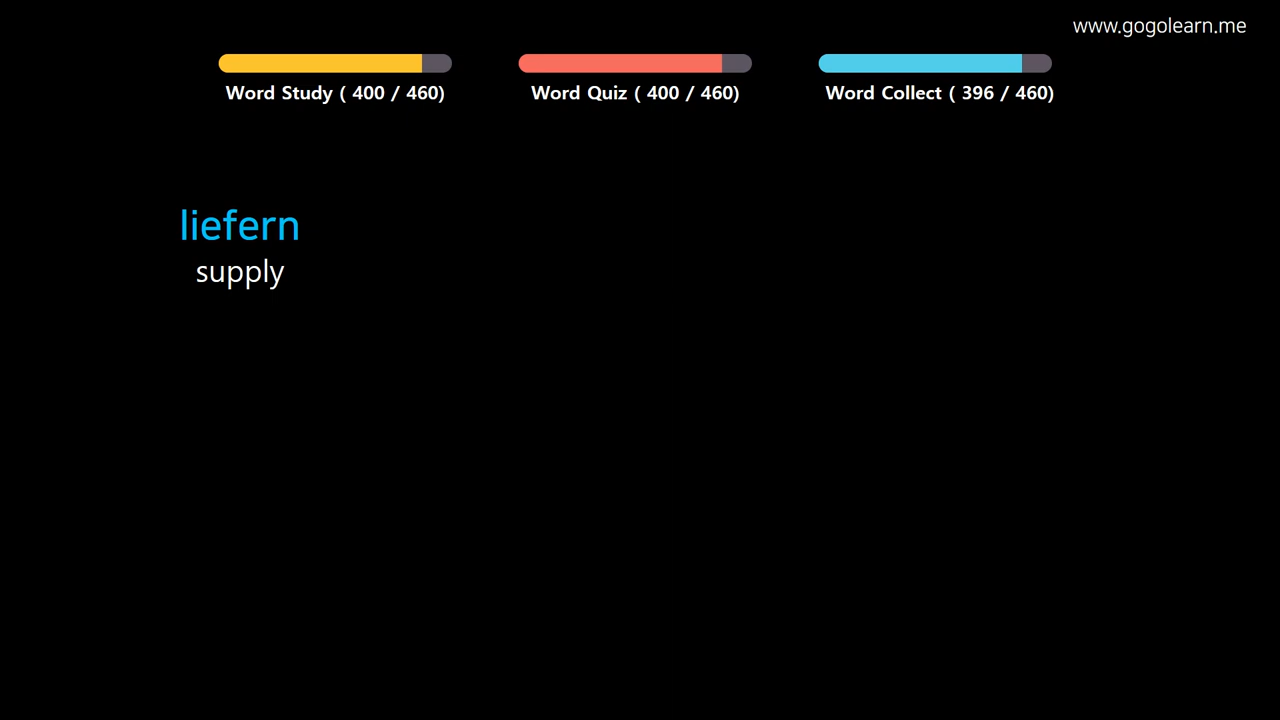 www.gogolearn.me
Word Study ( 400 / 460)
Word Quiz ( 400 / 460)
Word Collect ( 396 / 460)
liefern
supply